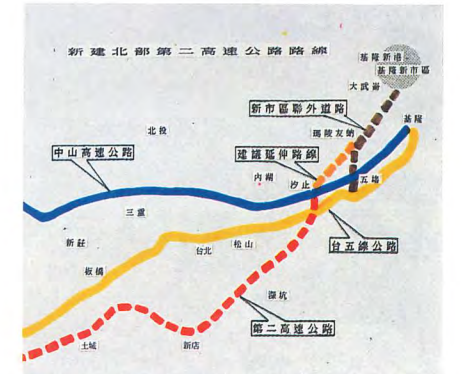 新建北部第二高速公路路線
基隆新港
基隆新市區
大武崙
新市區聯外道路
基隆
北投
瑪陵友蚋
中山高速公路
建議延伸路線
內湖
汐止
五堵
三重
新莊
台北
松山
台五線公路
板橋
深坑
第二高速公路
土城
新店